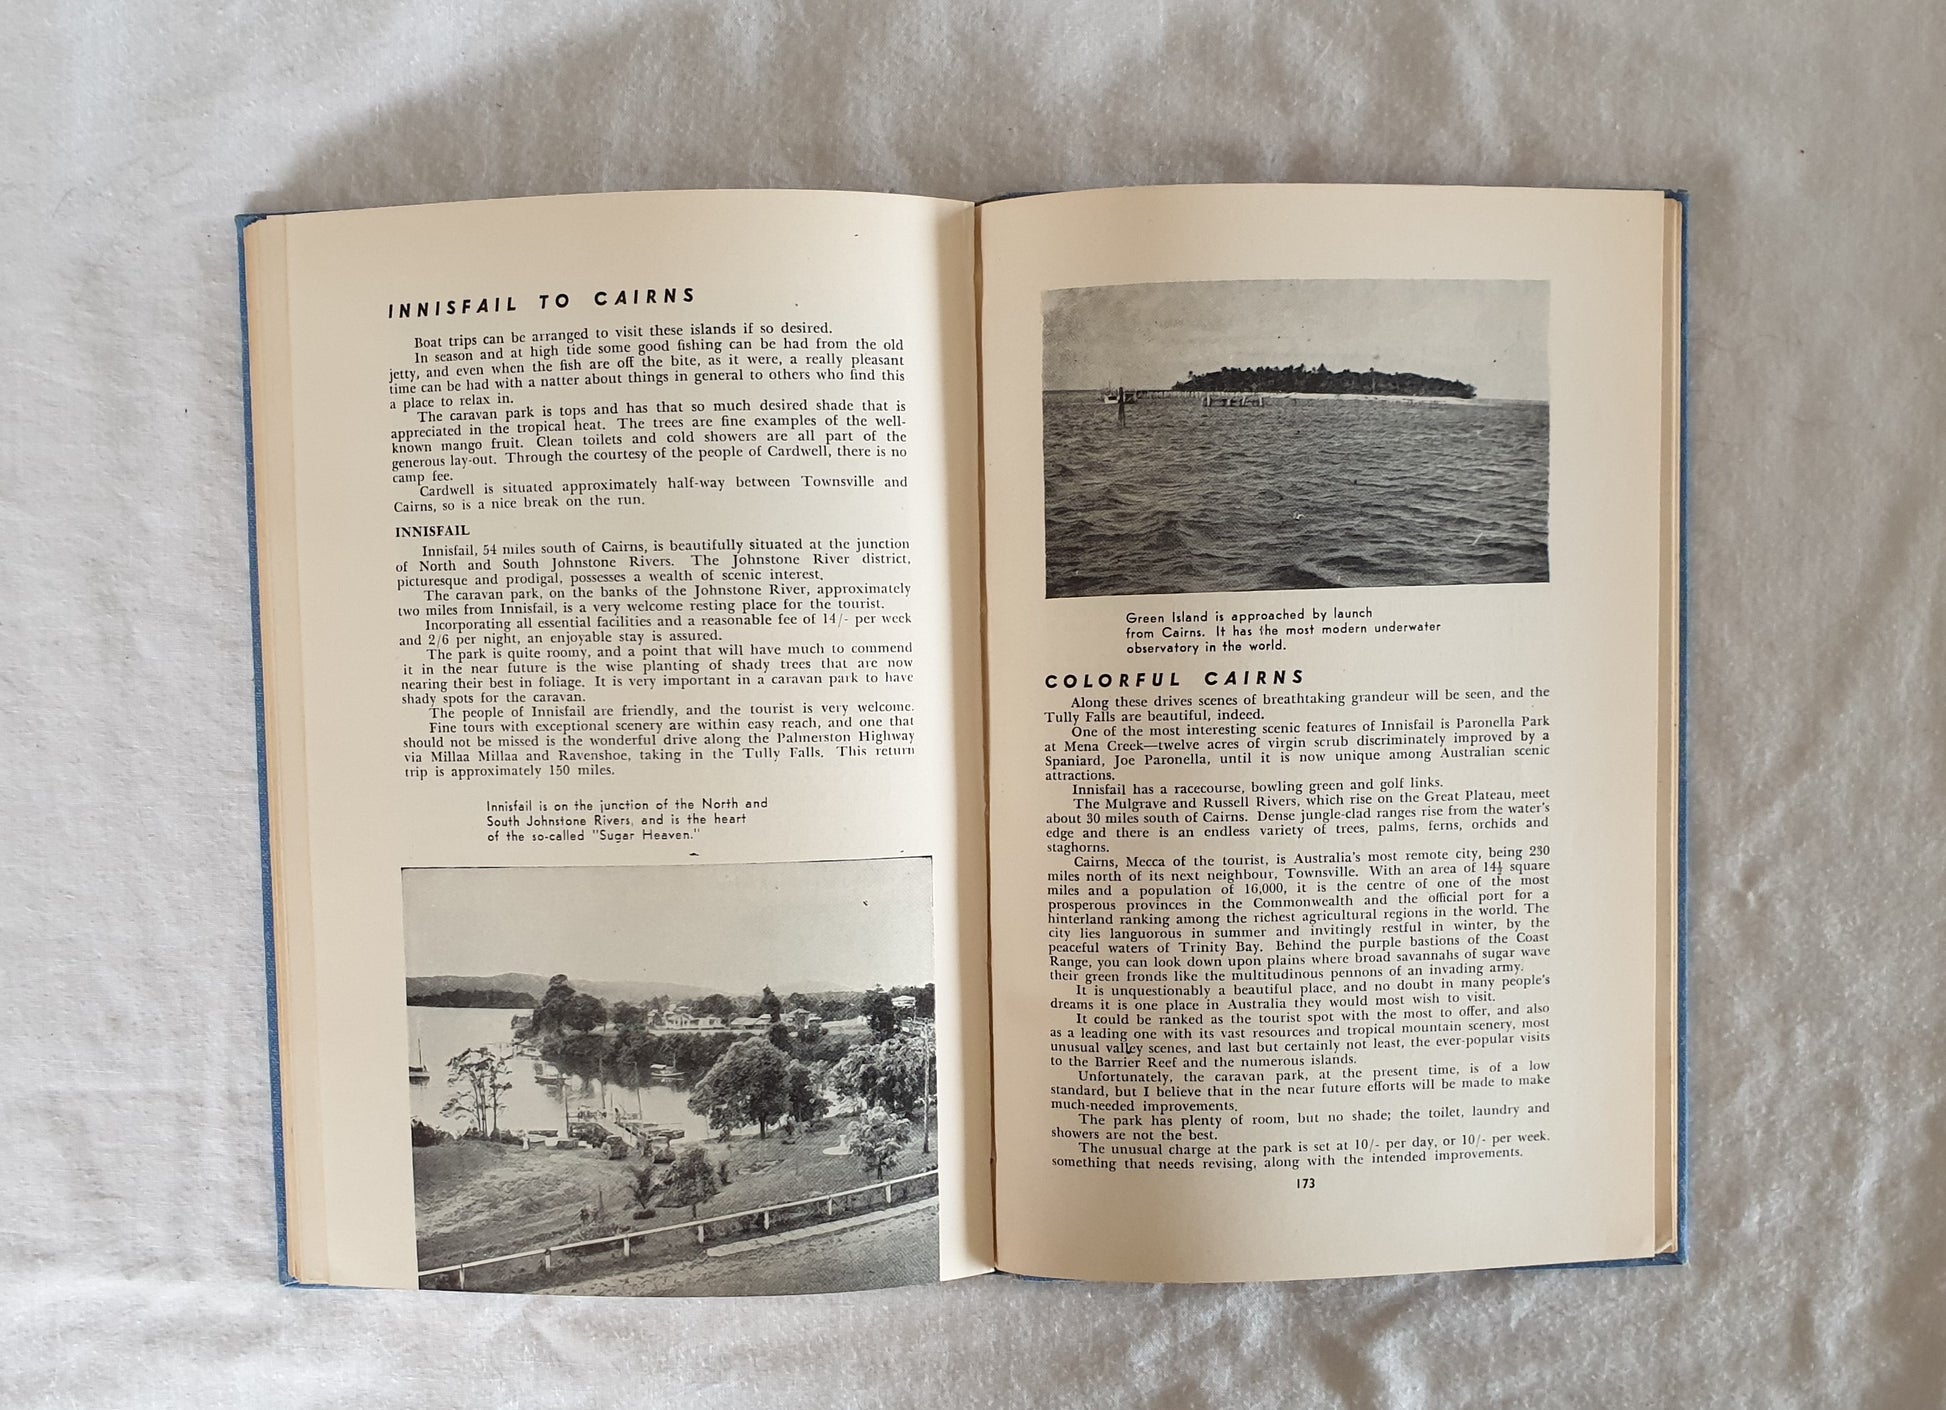 INNISFAIL TO CAIRNS
Boat trips can be arranged to visit these islands if so desired.
In season and at high tide some good fishing can be had from the old
jetty, and even when the fish are off the bite, as it were, a really pleasant
time can be had with a natter about things in general to others who find this
a place to relax in.
The caravan park is tops and has that so much desired shade that is
appreciated in the tropical heat. The trees are fine examples of the well-
known mango fruit. Clean toilets and cold showers are all part of the
generous lay-out. Through the courtesy of the people of Cardwell, there is no
camp fee.
Cardwell is situated approximately half-way between Townsville and
Cairns, so is a nice break on the run.
INNISFAIL
Innisfail, 54 miles south of Cairns, is beautifully situated at the junction
of North and South Johnstone Rivers. The Johnstone River district,
picturesque and prodigal, possesses a wealth of scenic interest.
The caravan park, on the banks of the Johnstone River, approximately
two miles from Innisfail, is a very welcome resting place for the tourist.
Incorporating all essential facilities and a reasonable fee of 14/- per week
and 2/6 per night, an enjoyable stay is assured.
The park is quite roomy, and a point that will have much to commend
it in the near future is the wise planting of shady trees that are now
nearing their best in foliage. It is very important in a caravan park to have
shady spots for the caravan.
The people of Innisfail are friendly, and the tourist is very welcome.
Fine tours with exceptional scenery are within easy reach, and one that
should not be missed is the wonderful drive along the Palmerston Highway
via Millaa Millaa and Ravenshoe, taking in the Tully Falls. This return
trip is approximately 150 miles.
Innisfail is on the junction of the North and
South Johnstone Rivers, and is the heart
of the so-called "Sugar Heaven."
Green Island is approached by launch
from Cairns. It has the most modern underwater
observatory in the world.
COLORFUL CAIRNS
Along these drives scenes of breathtaking grandeur will be seen, and the
Tully Falls are beautiful, indeed.
One of the most interesting scenic features of Innisfail is Paronella Park
at Mena Creek—twelve acres of virgin scrub discriminately improved by a
Spaniard, Joe Paronella, until it is now unique among Australian scenic
attractions.
Innisfail has a racecourse, bowling green and golf links.
The Mulgrave and Russell Rivers, which rise on the Great Plateau, meet
about 30 miles south of Cairns. Dense jungle-clad ranges rise from the water's
edge and there is an endless variety of trees, palms, ferns, orchids and
staghorns.
Cairns, Mecca of the tourist, is Australia's most remote city, being 230
miles north of its next neighbour, Townsville. With an area of 14½ square
miles and a population of 16,000, it is the centre of one of the most
prosperous provinces in the Commonwealth and the official port for a
hinterland ranking among the richest agricultural regions in the world. The
city lies languorous in summer and invitingly restful in winter, by the
peaceful waters of Trinity Bay. Behind the purple bastions of the Coast
Range, you can look down upon plains where broad savannahs of sugar wave
their green fronds like the multitudinous pennons of an invading army.
It is unquestionably a beautiful place, and no doubt in many people's
dreams it is one place in Australia they would most wish to visit.
It could be ranked as the tourist spot with the most to offer, and also
as a leading one with its vast resources and tropical mountain scenery, most
unusual valley scenes, and last but certainly not least, the ever-popular visits
to the Barrier Reef and the numerous islands.
Unfortunately, the caravan park, at the present time, is of a low
standard, but I believe that in the near future efforts will be made to make
much-needed improvements.
The park has plenty of room, but no shade; the toilet, laundry and
showers are not the best.
The unusual charge at the park is set at 10/- per day, or 10/- per week.
something that needs revising, along with the intended improvements.
173